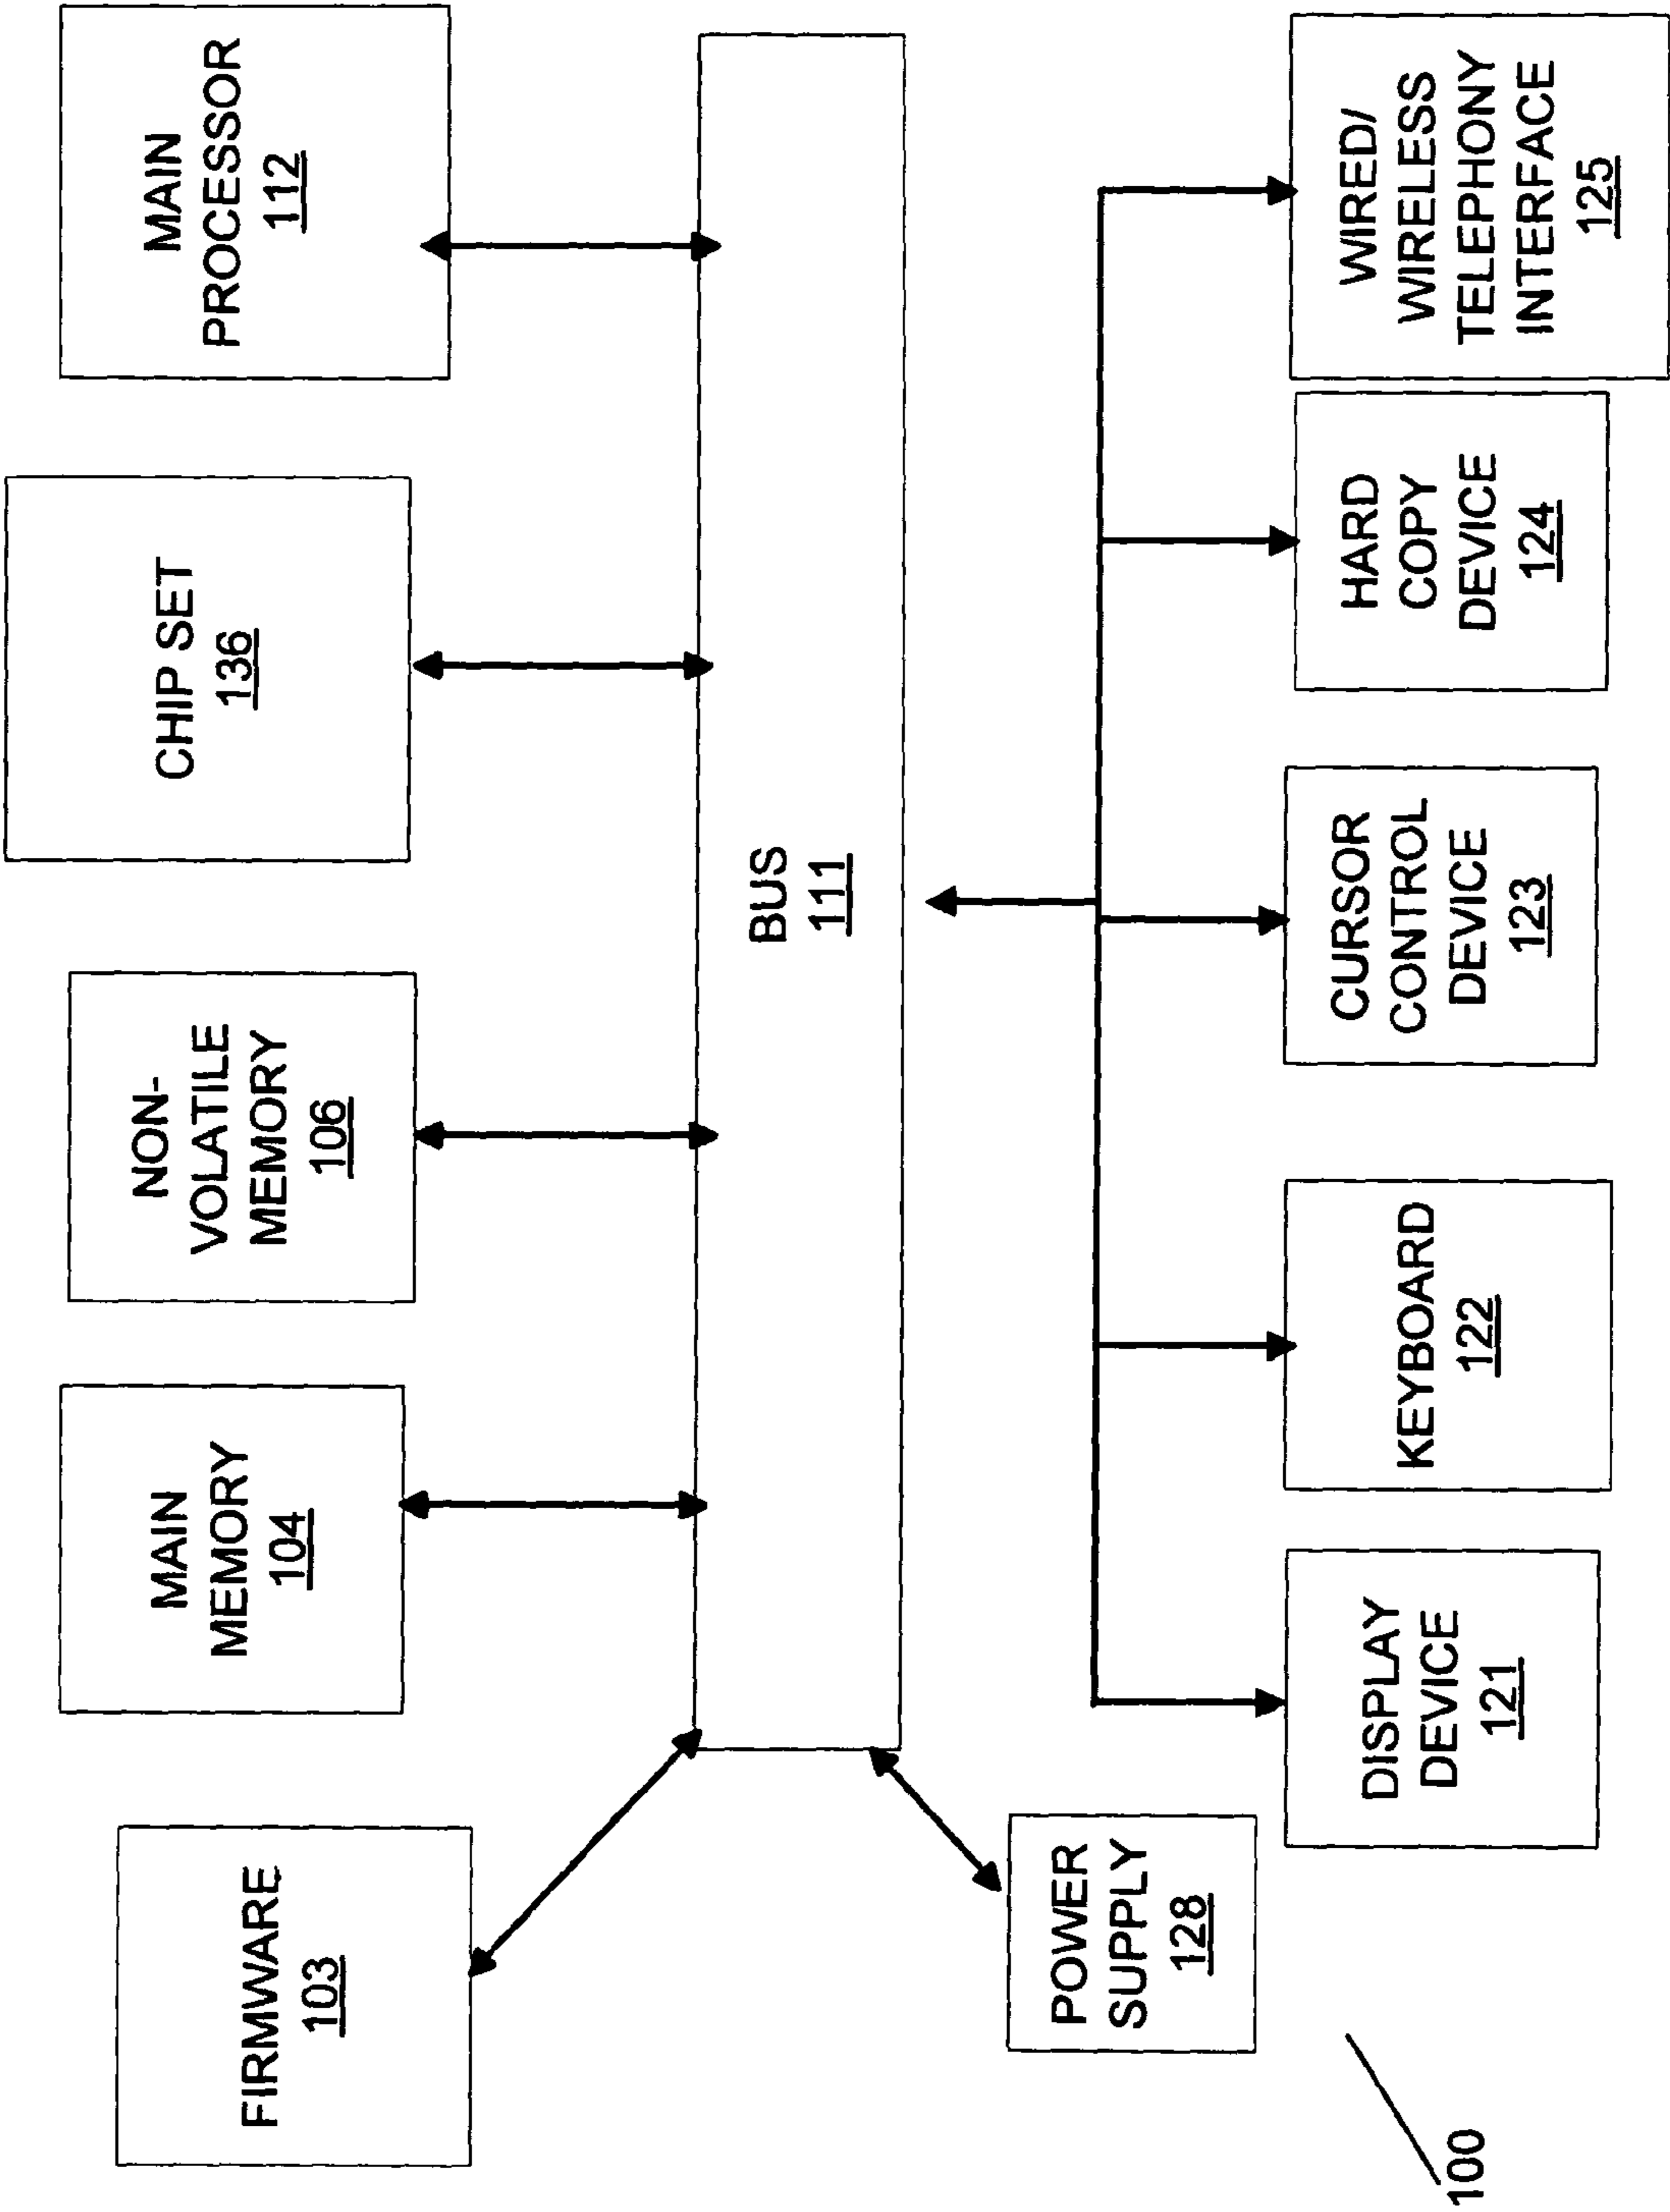 FIRMWARE
103
MAIN
MEMORY
104
NON-
VOLATILE
MEMORY
106
CHIP SET
136
MAIN
PROCESSOR
112
BUS
111
POWER
SUPPLY
128
DISPLAY
DEVICE
121
KEYBOARD
122
CURSOR
CONTROL
DEVICE
123
HARD
COPY
DEVICE
124
WIRED/
WIRELESS
TELEPHONY
INTERFACE
125
100